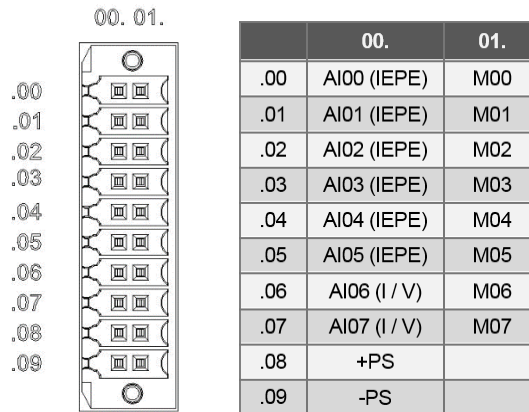 00. 01.
.00
.01
.02
.03
.04
.05
.06
.07
.08
.09
00. 01.
.00 AI00 (IEPE) M00
.01 AI01 (IEPE) M01
.02 AI02 (IEPE) M02
.03 AI03 (IEPE) M03
.04 AI04 (IEPE) M04
.05 AI05 (IEPE) M05
.06 AI06 (I / V) M06
.07 AI07 (I / V) M07
.08 +PS
.09 -PS